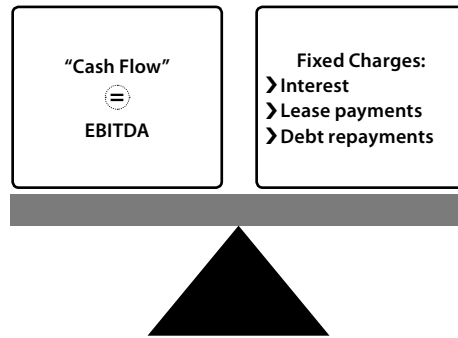 “Cash Flow”
=
EBITDA
Fixed Charges:
❯Interest
❯Lease payments
❯Debt repayments